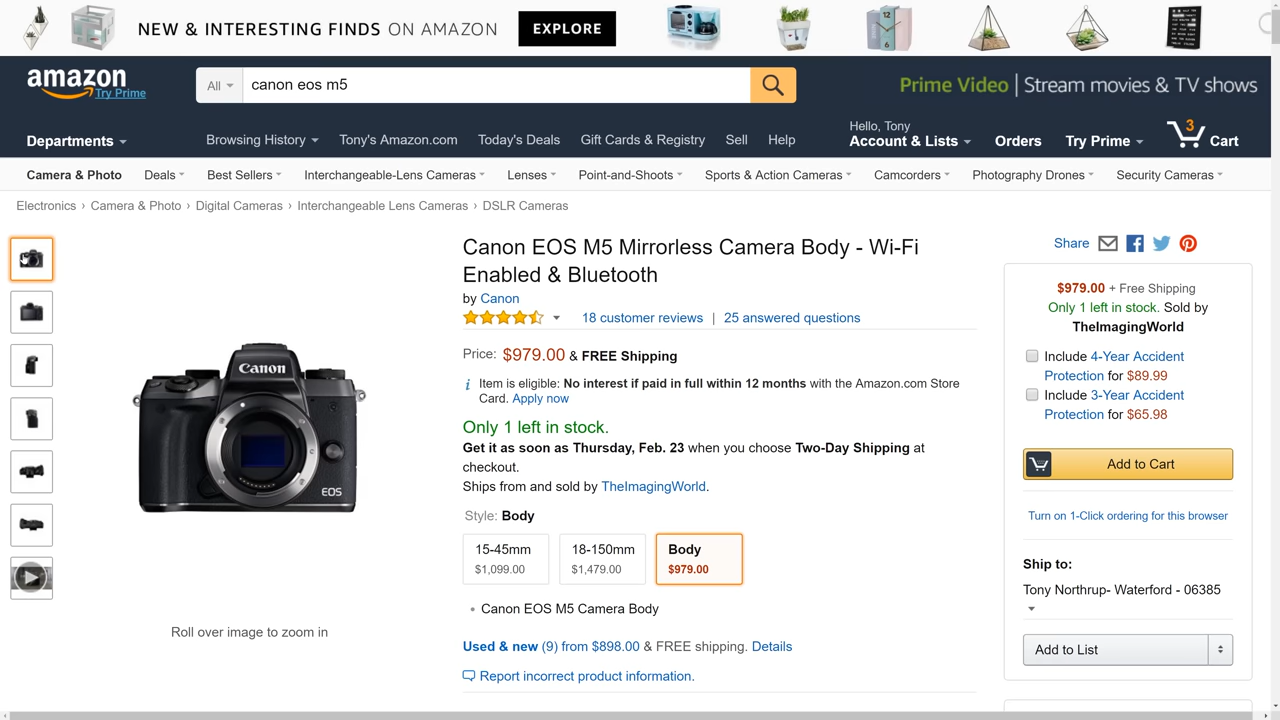 NEW & INTERESTING FINDS ON AMAZON EXPLORE
amazon
Try Prime
All
canon eos m5
Prime Video | Stream movies & TV shows
Departments
Browsing History
Tony's Amazon.com
Today's Deals
Gift Cards & Registry
Sell
Help
Hello, Tony
Account & Lists
Orders
Try Prime
3
Cart
Camera & Photo
Deals
Best Sellers
Interchangeable-Lens Cameras
Lenses
Point-and-Shoots
Sports & Action Cameras
Camcorders
Photography Drones
Security Cameras
Electronics › Camera & Photo › Digital Cameras › Interchangeable Lens Cameras › DSLR Cameras
Canon
EOS
Roll over image to zoom in
Canon EOS M5 Mirrorless Camera Body - Wi-Fi
Enabled & Bluetooth
by Canon
18 customer reviews | 25 answered questions
Price: $979.00 & FREE Shipping
i Item is eligible: No interest if paid in full within 12 months with the Amazon.com Store
Card. Apply now
Only 1 left in stock.
Get it as soon as Thursday, Feb. 23 when you choose Two-Day Shipping at
checkout.
Ships from and sold by TheImagingWorld.
Style: Body
15-45mm
$1,099.00
18-150mm
$1,479.00
Body
$979.00
• Canon EOS M5 Camera Body
Used & new (9) from $898.00 & FREE shipping. Details
Report incorrect product information.
Share
$979.00 + Free Shipping
Only 1 left in stock. Sold by
TheImagingWorld
Include 4-Year Accident
Protection for $89.99
Include 3-Year Accident
Protection for $65.98
Add to Cart
Turn on 1-Click ordering for this browser
Ship to:
Tony Northrup- Waterford - 06385
Add to List